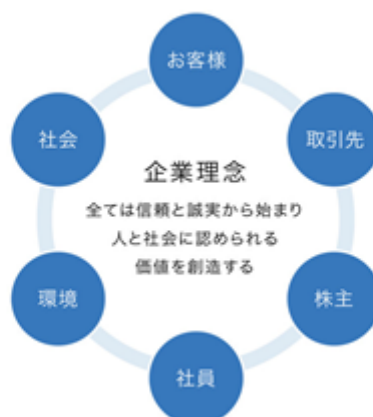 お客様
社会
取引先
企業理念
全ては信頼と誠実から始まり
人と社会に認められる
価値を創造する
環境
株主
社員